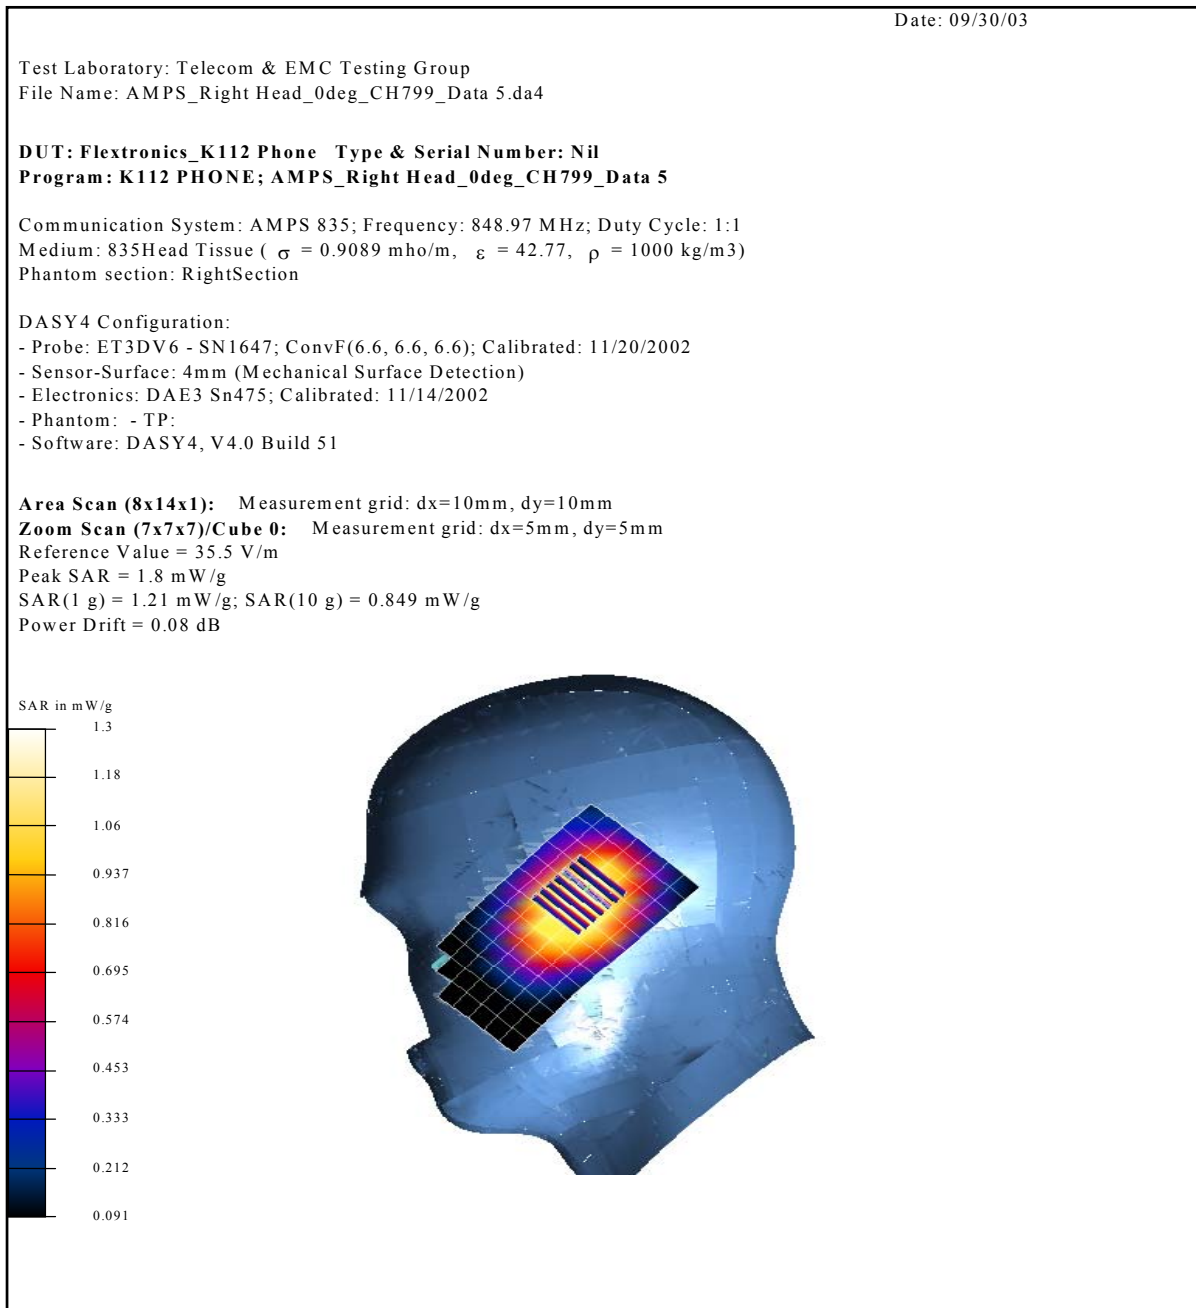 Date: 09/30/03
Test Laboratory: Telecom & EMC Testing Group
File Name: AMPS_Right Head_0deg_CH799_Data 5.da4
DUT: Flextronics_K112 Phone Type & Serial Number: Nil
Program: K112 PHONE; AMPS_Right Head_0deg_CH799_Data 5
Communication System: AMPS 835; Frequency: 848.97 MHz; Duty Cycle: 1:1
Medium: 835Head Tissue ( σ = 0.9089 mho/m, ε = 42.77, ρ = 1000 kg/m3)
Phantom section: RightSection
DASY4 Configuration:
- Probe: ET3DV6 - SN1647; ConvF(6.6, 6.6, 6.6); Calibrated: 11/20/2002
- Sensor-Surface: 4mm (Mechanical Surface Detection)
- Electronics: DAE3 Sn475; Calibrated: 11/14/2002
- Phantom: - TP:
- Software: DASY4, V4.0 Build 51
Area Scan (8x14x1): Measurement grid: dx=10mm, dy=10mm
Zoom Scan (7x7x7)/Cube 0: Measurement grid: dx=5mm, dy=5mm
Reference Value = 35.5 V/m
Peak SAR = 1.8 mW/g
SAR(1 g) = 1.21 mW/g; SAR(10 g) = 0.849 mW/g
Power Drift = 0.08 dB
SAR in mW/g
1.3
1.18
1.06
0.937
0.816
0.695
0.574
0.453
0.333
0.212
0.091